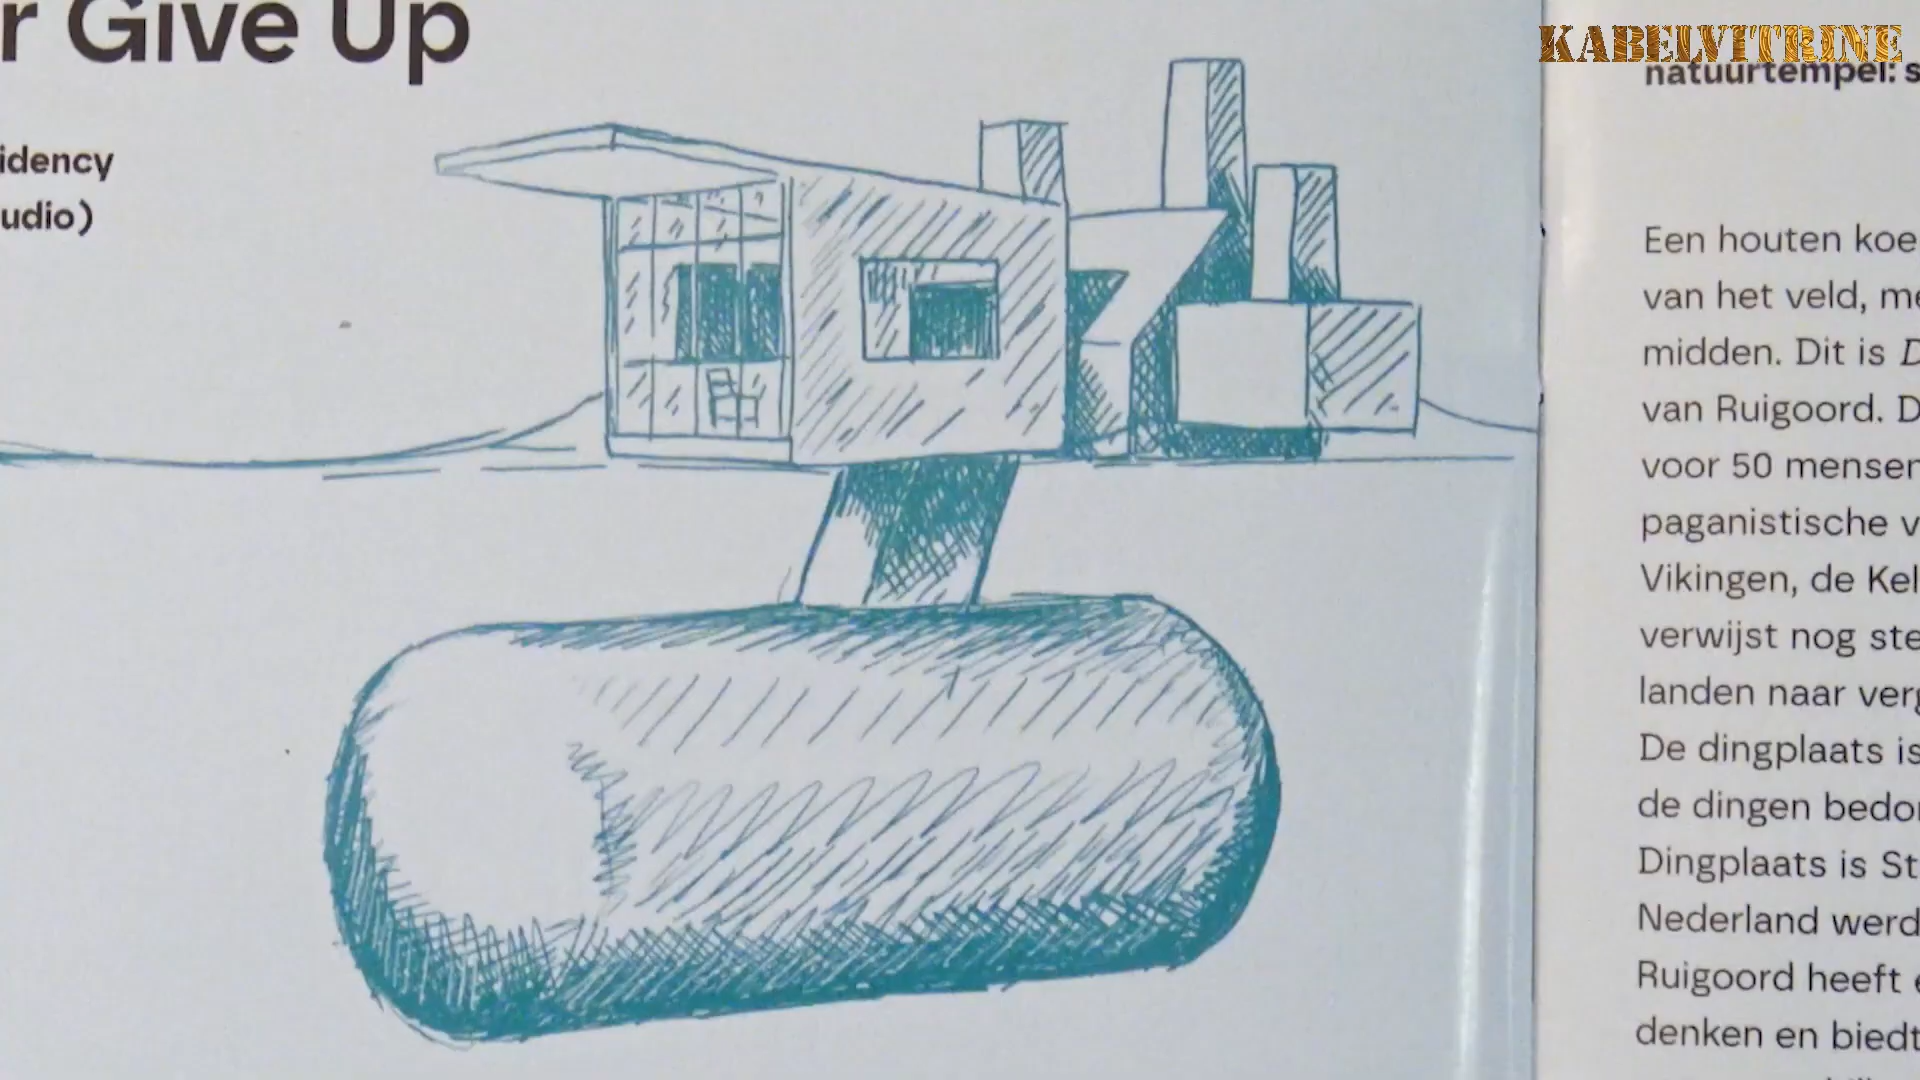 r Give Up
idency
udio)
KABELVITRINE
natuurtempel: s
Een houten koe
van het veld, me
midden. Dit is D
van Ruigoord. D
voor 50 mensen
paganistische v
Vikingen, de Kel
verwijst nog ste
landen naar verg
De dingplaats is
de dingen bedor
Dingplaats is St
Nederland werd
Ruigoord heeft e
denken en biedt